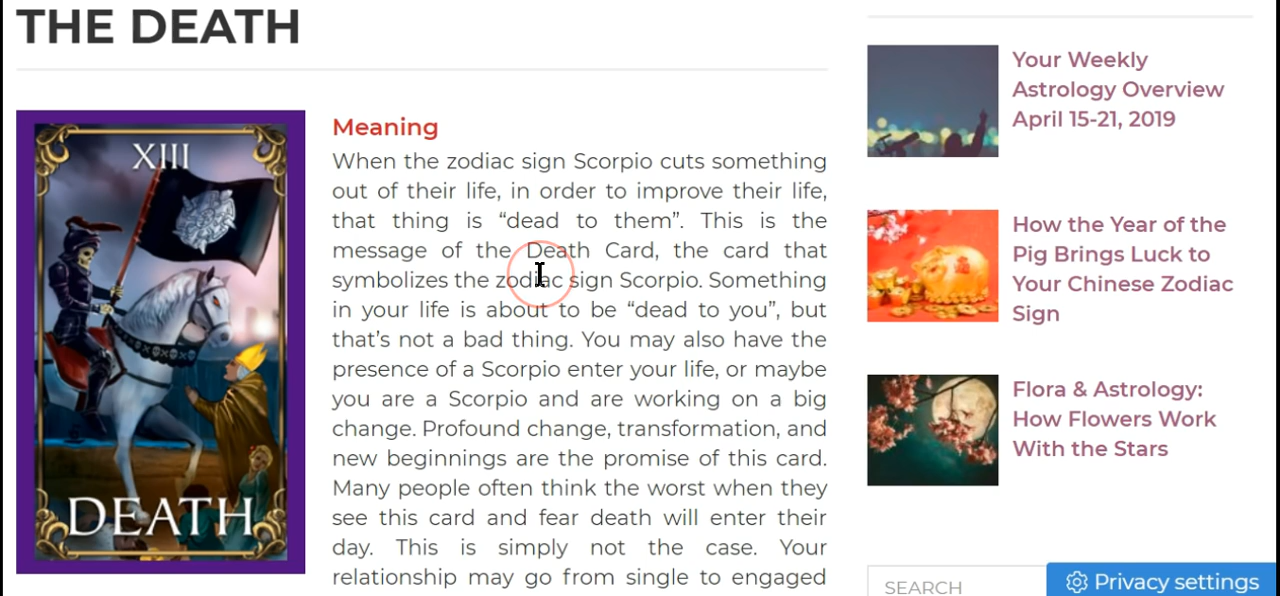 THE DEATH
XIII
DEATH
Meaning
When the zodiac sign Scorpio cuts something
out of their life, in order to improve their life,
that thing is “dead to them”. This is the
message of the Death Card, the card that
symbolizes the zodiac sign Scorpio. Something
in your life is about to be “dead to you”, but
that’s not a bad thing. You may also have the
presence of a Scorpio enter your life, or maybe
you are a Scorpio and are working on a big
change. Profound change, transformation, and
new beginnings are the promise of this card.
Many people often think the worst when they
see this card and fear death will enter their
day. This is simply not the case. Your
relationship may go from single to engaged
Your Weekly
Astrology Overview
April 15-21, 2019
How the Year of the
Pig Brings Luck to
Your Chinese Zodiac
Sign
Flora & Astrology:
How Flowers Work
With the Stars
SEARCH
Privacy settings